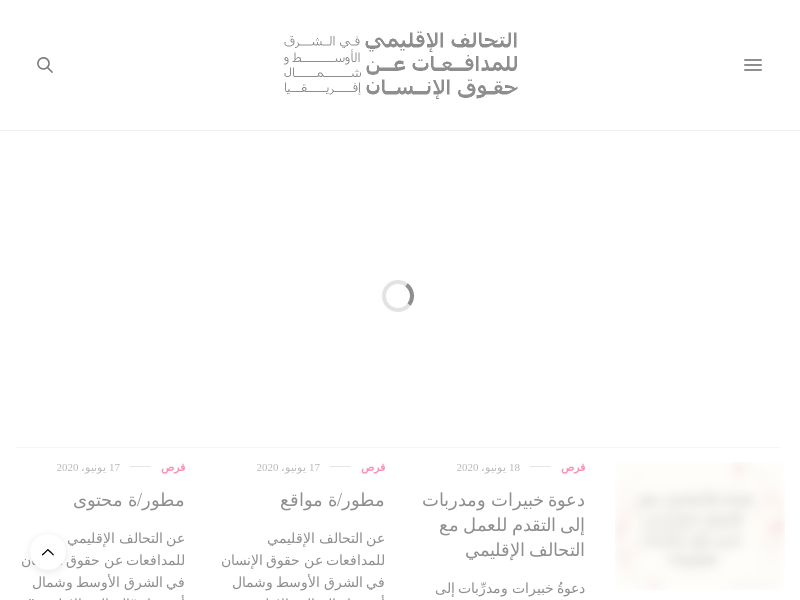 التحالف الإقليمي
للمدافعات عن
حقوق الإنسان
في الشرق
الأوسط و
شمال
إفريقيا
فرص
18 يونيو، 2020
دعوة خبيرات ومدربات
إلى التقدم للعمل مع
التحالف الإقليمي
دعوةُ خبيرات ومدرِّبات إلى
فرص
17 يونيو، 2020
مطور/ة مواقع
عن التحالف الإقليمي
للمدافعات عن حقوق الإنسان
في الشرق الأوسط وشمال
فرص
17 يونيو، 2020
مطور/ة محتوى
عن التحالف الإقليمي
للمدافعات عن حقوق
في الشرق الأوسط وشمال